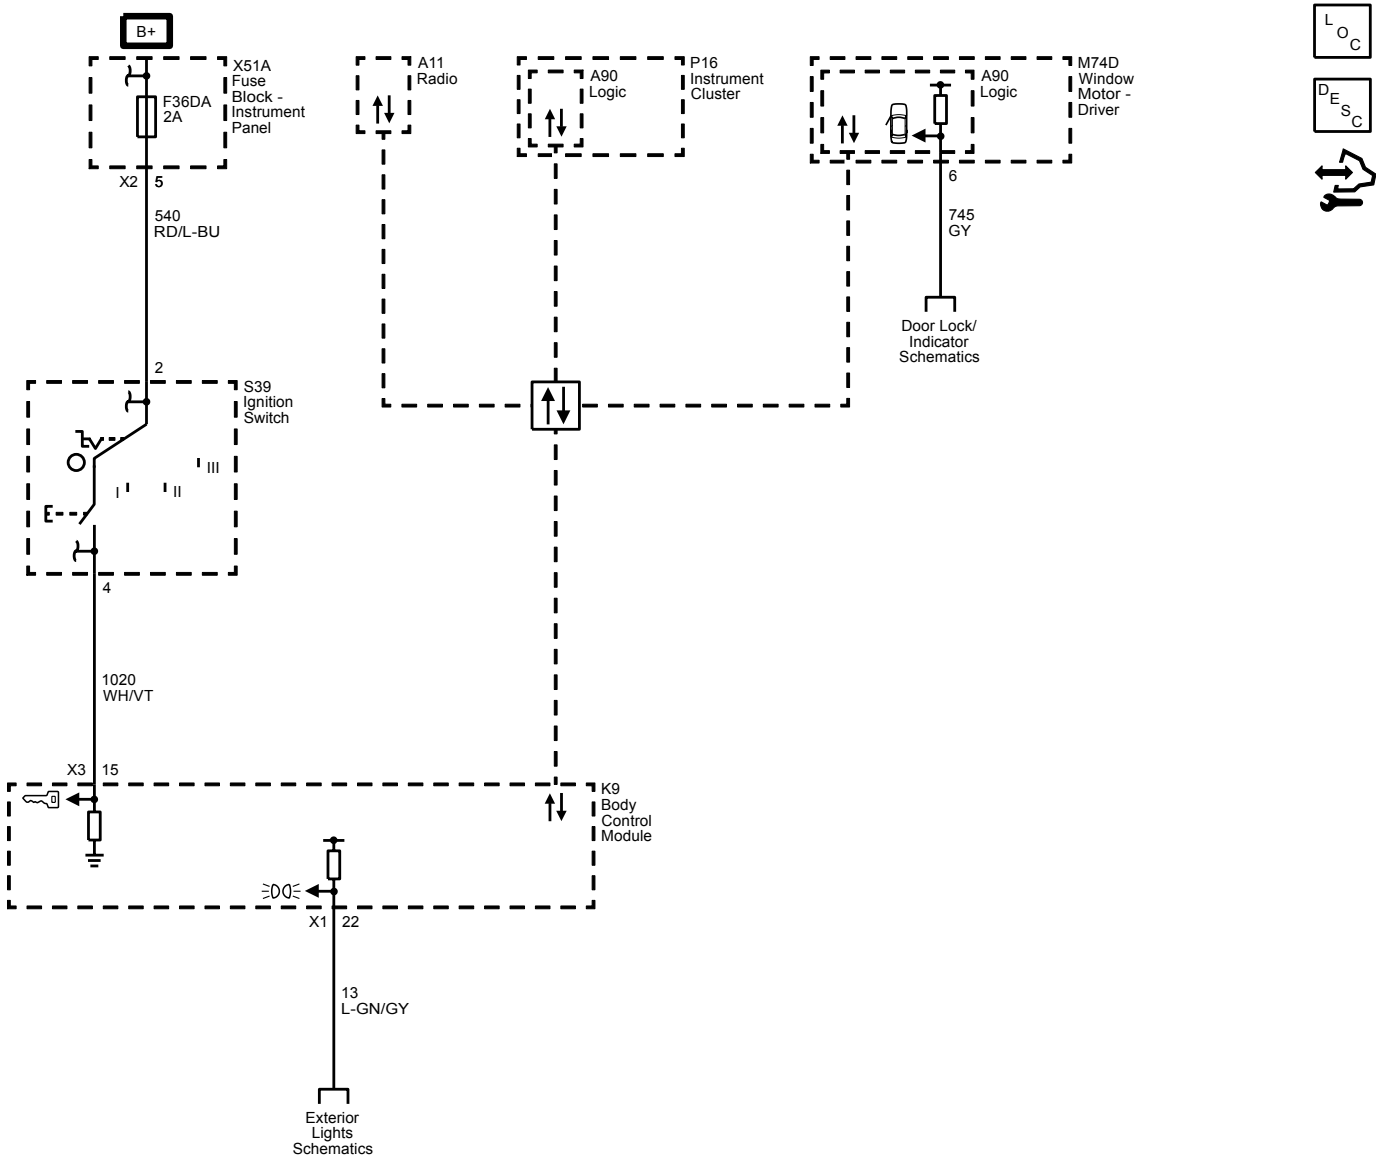 B+
X51A
Fuse
Block -
Instrument
Panel
F36DA
2A
X2 5
540
RD/L-BU
2
S39
Ignition
Switch
I
II
III
4
1020
WH/VT
X3 15
A11
Radio
P16
Instrument
Cluster
A90
Logic
M74D
Window
Motor -
Driver
A90
Logic
6
745
GY
Door Lock/
Indicator
Schematics
K9
Body
Control
Module
X1 22
13
L-GN/GY
Exterior
Lights
Schematics
LOC
DESC